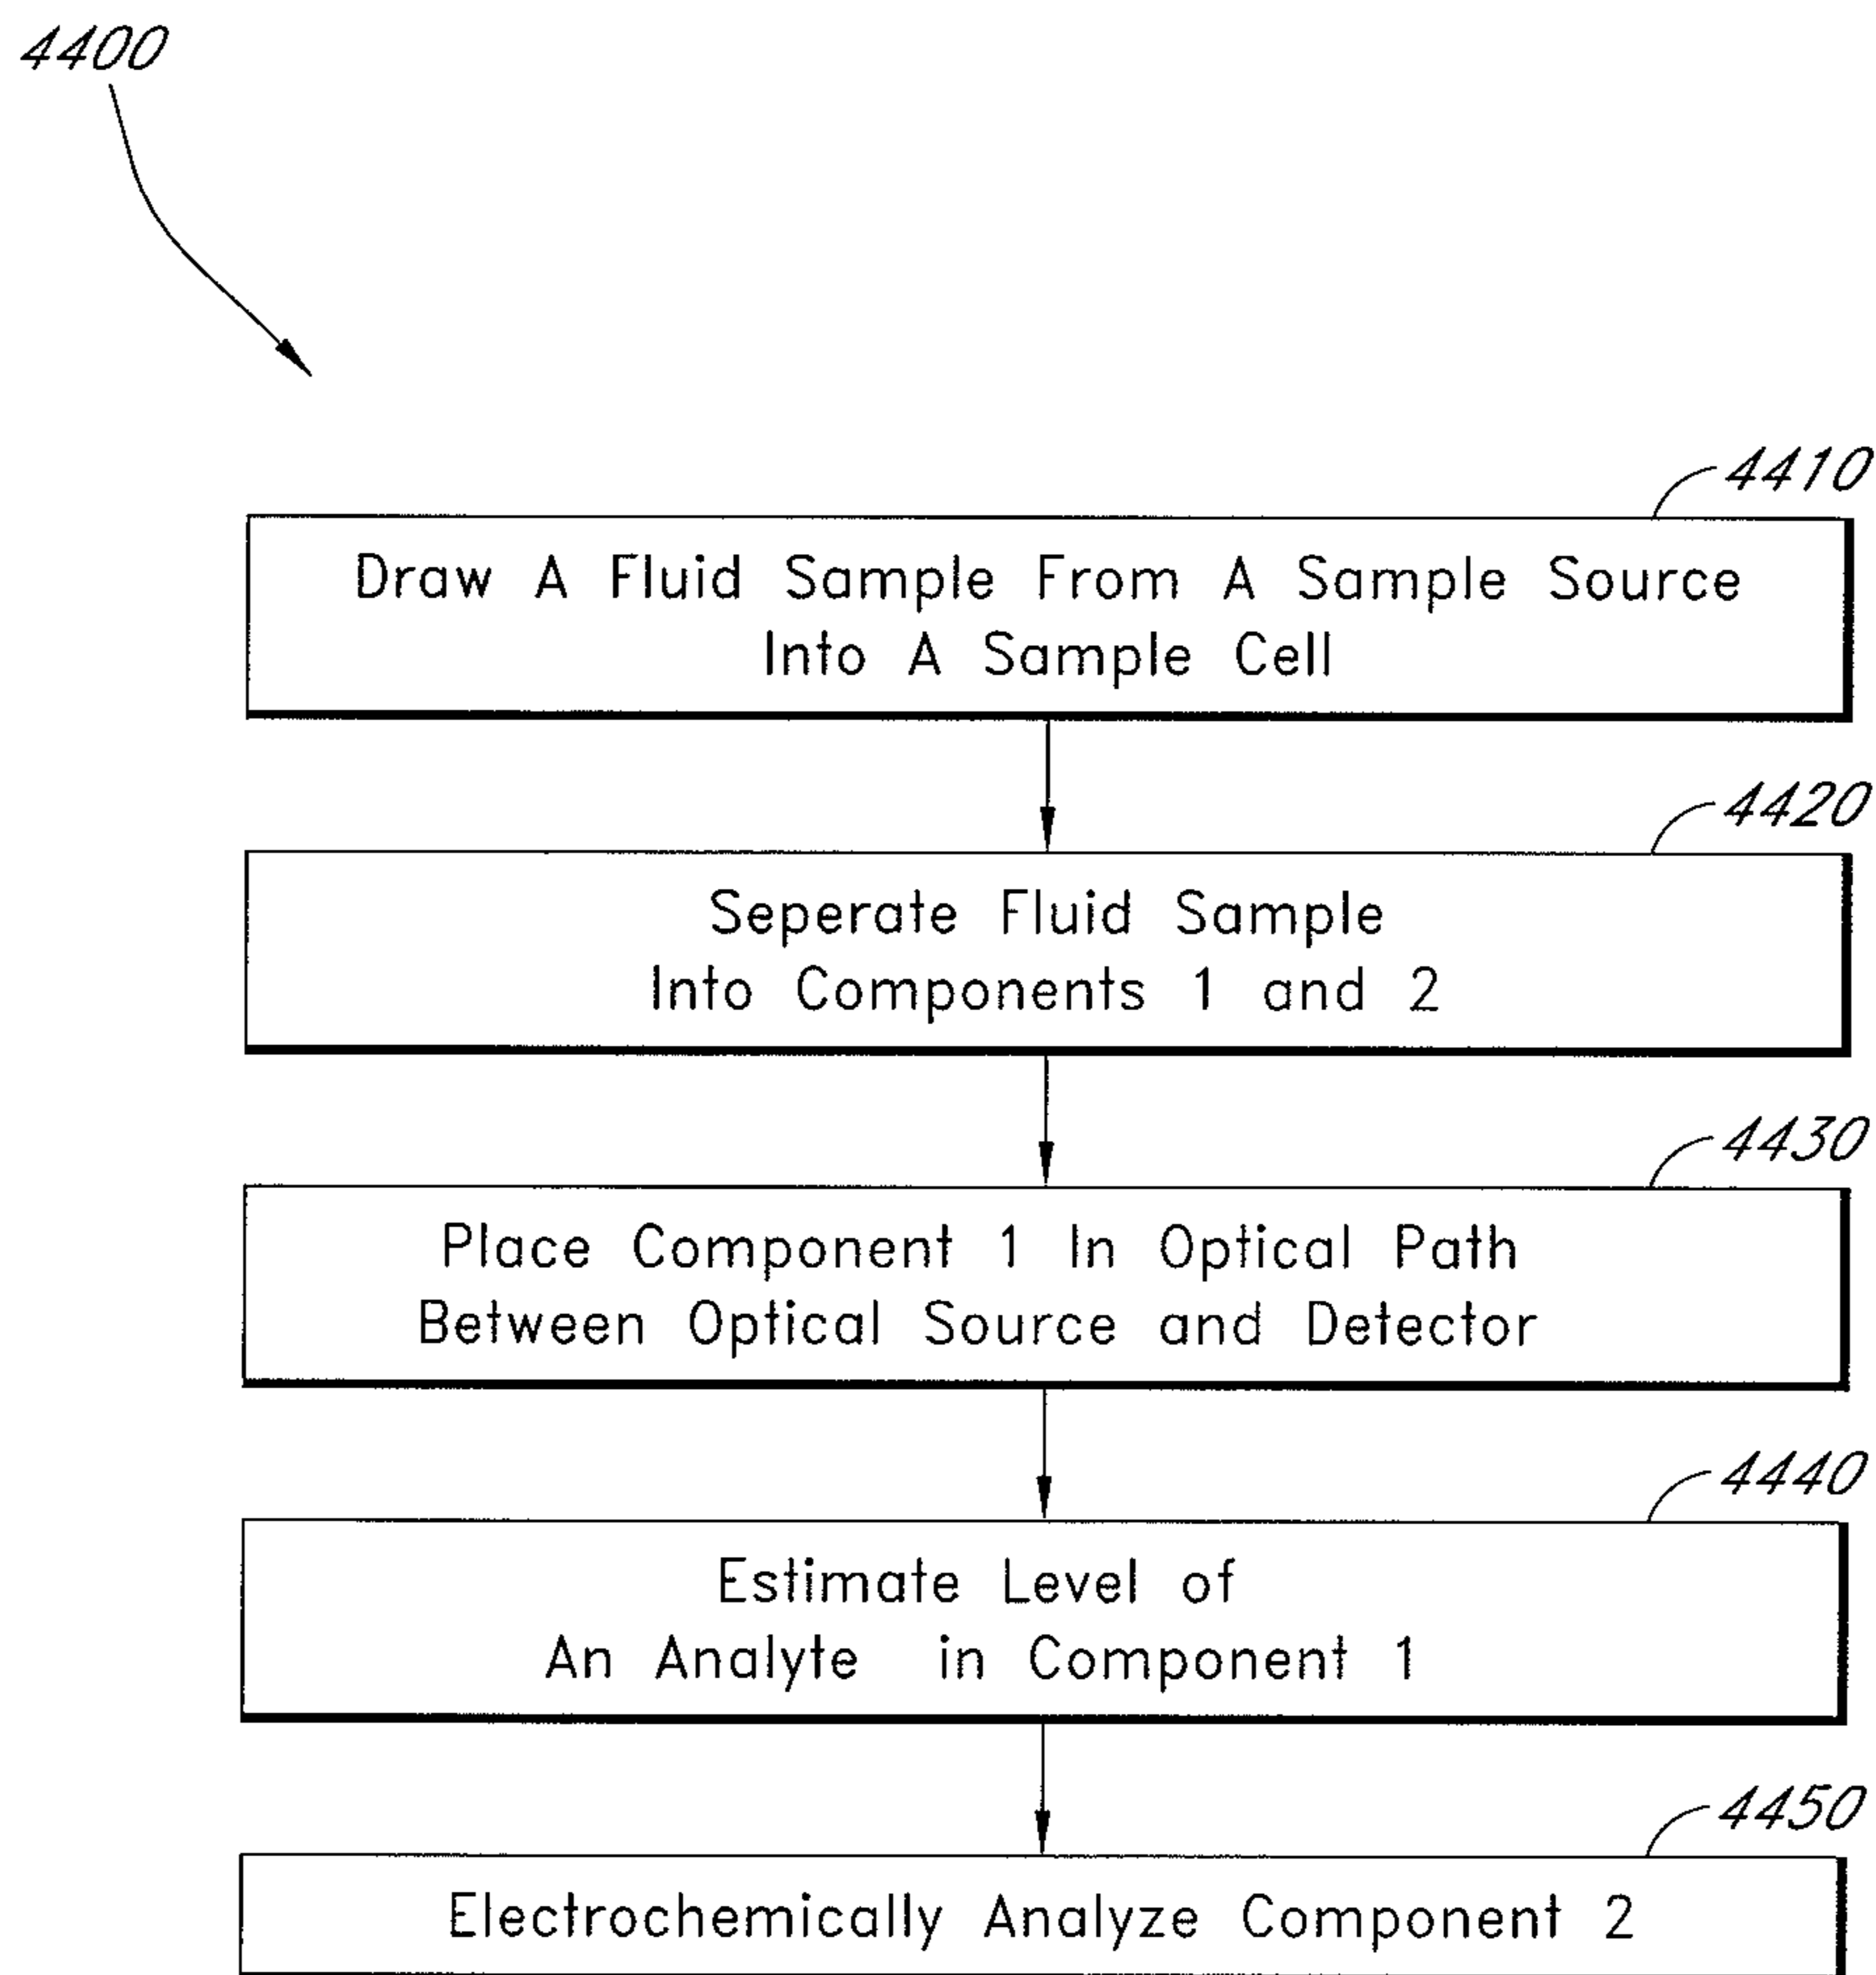 4400
4410
Draw A Fluid Sample From A Sample Source
Into A Sample Cell
4420
Seperate Fluid Sample
Into Components 1 and 2
4430
Place Component 1 In Optical Path
Between Optical Source and Detector
4440
Estimate Level of
An Analyte in Component 1
4450
Electrochemically Analyze Component 2